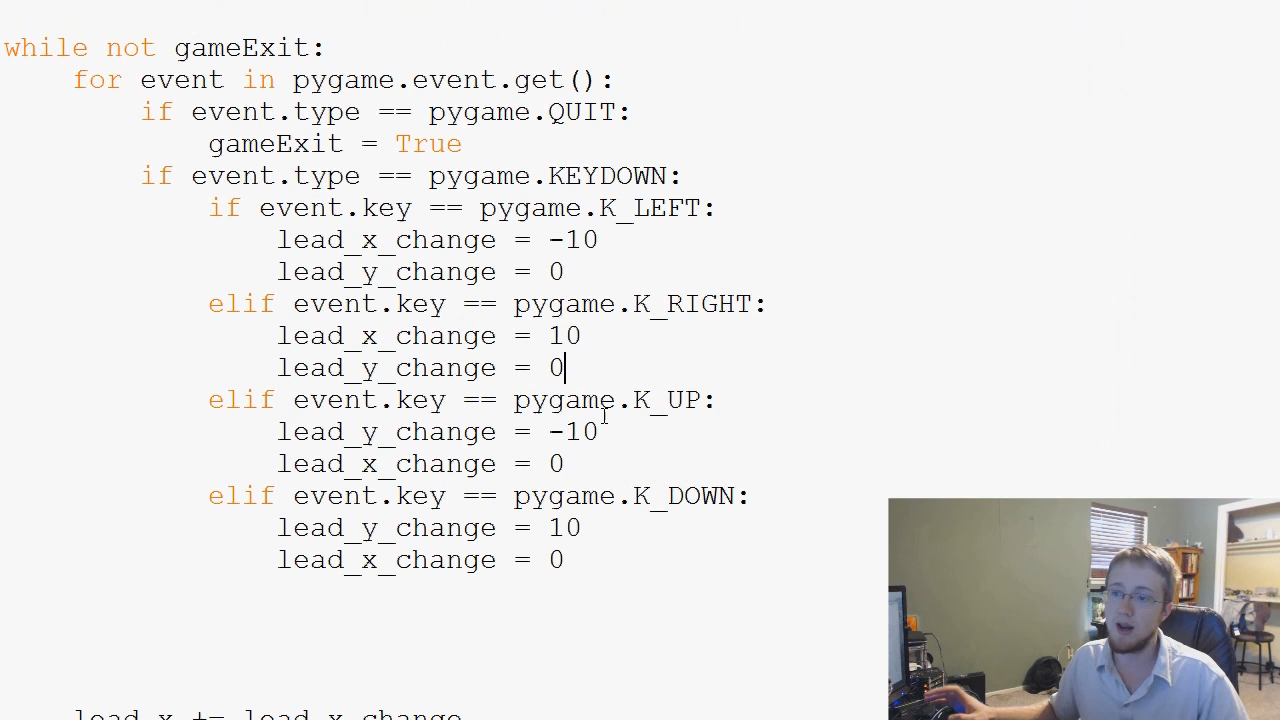 while not gameExit:
for event in pygame.event.get():
if event.type == pygame.QUIT:
gameExit = True
if event.type == pygame.KEYDOWN:
if event.key == pygame.K_LEFT:
lead_x_change = -10
lead_y_change = 0
elif event.key == pygame.K_RIGHT:
lead_x_change = 10
lead_y_change = 0
elif event.key == pygame.K_UP:
lead_y_change = -10
lead_x_change = 0
elif event.key == pygame.K_DOWN:
lead_y_change = 10
lead_x_change = 0
lead_x += lead_x_change